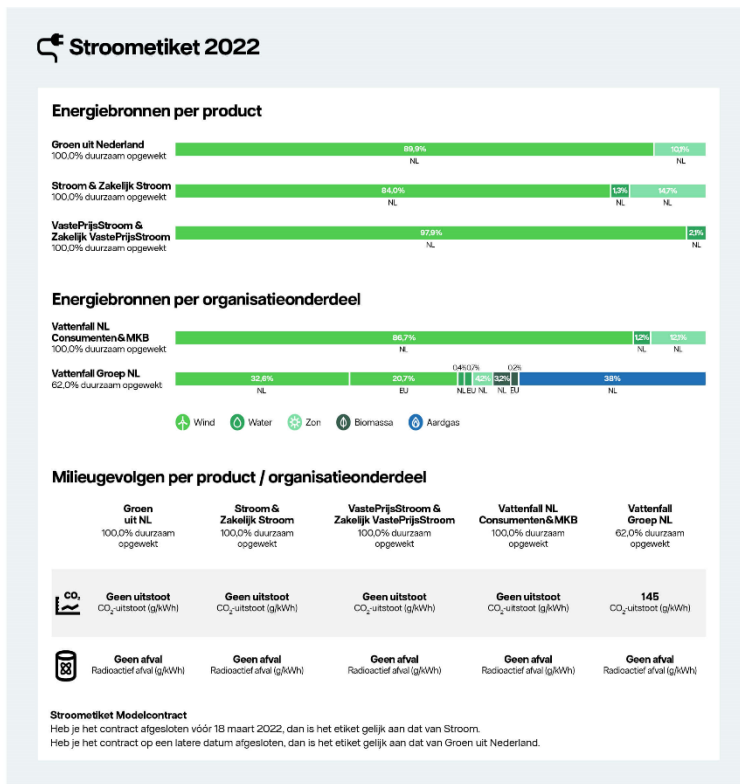 Stroometiket 2022
Energiebronnen per product
Groen uit Nederland
100,0% duurzaam opgewekt
89,9% 10,1%
NL
Stroom & Zakelijk Stroom
100,0% duurzaam opgewekt
84,0% 1,3% 14,7%
NL NL NL
VastePrijsStroom &
Zakelijk VastePrijsStroom
100,0% duurzaam opgewekt
97,9% 2,1%
NL NL
Energiebronnen per organisatieonderdeel
Vattenfall NL
Consumenten & MKB
100,0% duurzaam opgewekt
86,7% 1,2% 12,1%
NL NL NL
Vattenfall Groep NL
62,0% duurzaam opgewekt
0,4% 0,7% 0,2%
32,6% 20,7% 4,2% 3,2% 38%
NL EU NL EU NL NL EU NL
Wind Water Zon Biomassa Aardgas
Milieugevolgen per product / organisatieonderdeel
Groen
uit NL
100,0% duurzaam
opgewekt
Stroom &
Zakelijk Stroom
100,0% duurzaam
opgewekt
VastePrijsStroom &
Zakelijk VastePrijsStroom
100,0% duurzaam
opgewekt
Vattenfall NL
Consumenten & MKB
100,0% duurzaam
opgewekt
Vattenfall
Groep NL
62,0% duurzaam
opgewekt
CO₂
Geen uitstoot Geen uitstoot Geen uitstoot Geen uitstoot 145
CO₂-uitstoot (g/kWh) CO₂-uitstoot (g/kWh) CO₂-uitstoot (g/kWh) CO₂-uitstoot (g/kWh) CO₂-uitstoot (g/kWh)
Geen afval Geen afval Geen afval Geen afval Geen afval
Radioactief afval (g/kWh) Radioactief afval (g/kWh) Radioactief afval (g/kWh) Radioactief afval (g/kWh) Radioactief afval (g/kWh)
Stroometiket Modelcontract
Heb je het contract afgesloten vóór 18 maart 2022, dan is het etiket gelijk aan dat van Stroom.
Heb je het contract op een latere datum afgesloten, dan is het etiket gelijk aan dat van Groen uit Nederland.